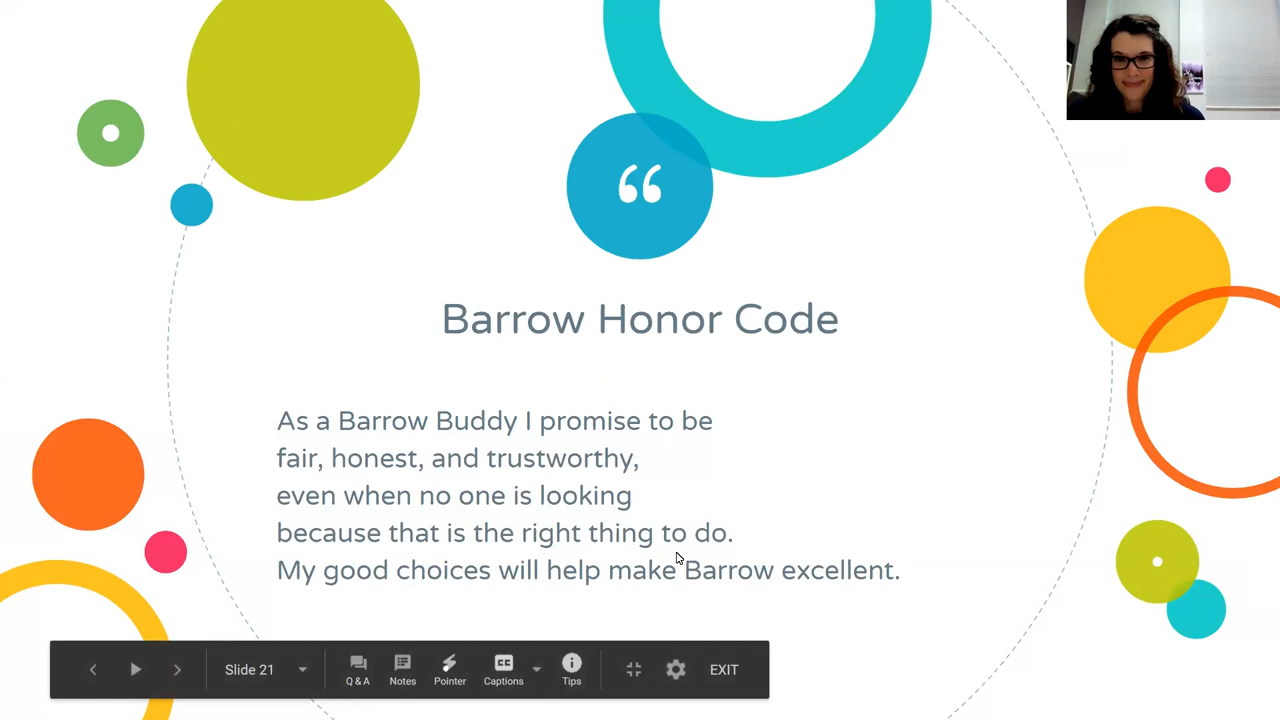 “
Barrow Honor Code
As a Barrow Buddy I promise to be
fair, honest, and trustworthy,
even when no one is looking
because that is the right thing to do.
My good choices will help make Barrow excellent.
Slide 21
Q & A
Notes
Pointer
CC
Captions
Tips
EXIT